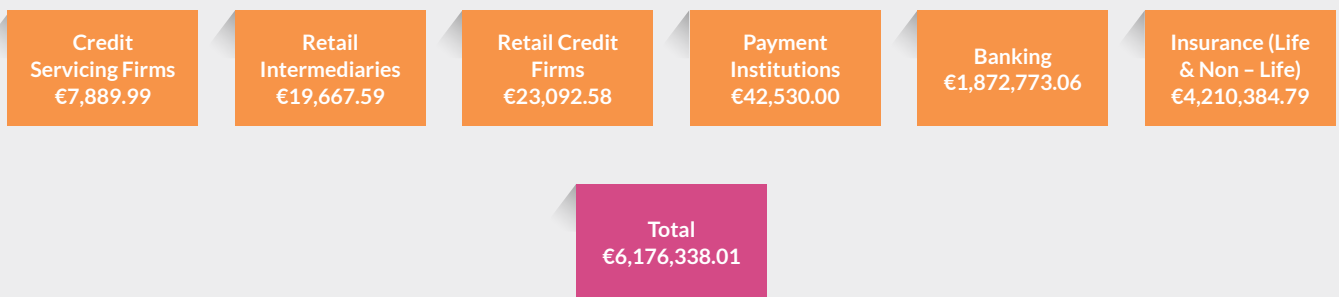 Credit
Servicing Firms
€7,889.99
Retail
Intermediaries
€19,667.59
Retail Credit
Firms
€23,092.58
Payment
Institutions
€42,530.00
Banking
€1,872,773.06
Insurance (Life
& Non – Life)
€4,210,384.79
Total
€6,176,338.01